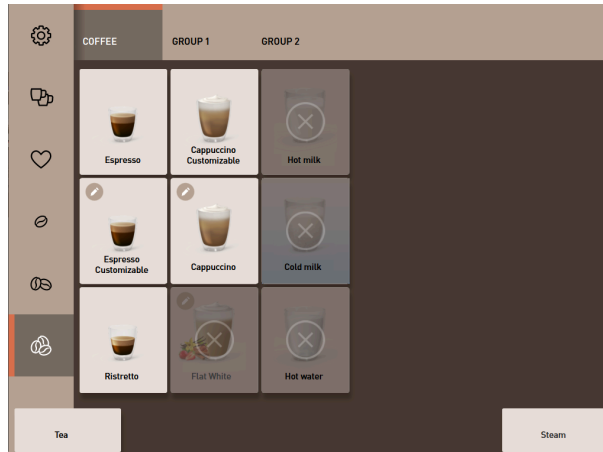 COFFEE
GROUP 1
GROUP 2
Espresso
Cappuccino
Customizable
Hot milk
Espresso
Customizable
Cappuccino
Cold milk
Ristretto
Flat White
Hot water
Tea
Steam